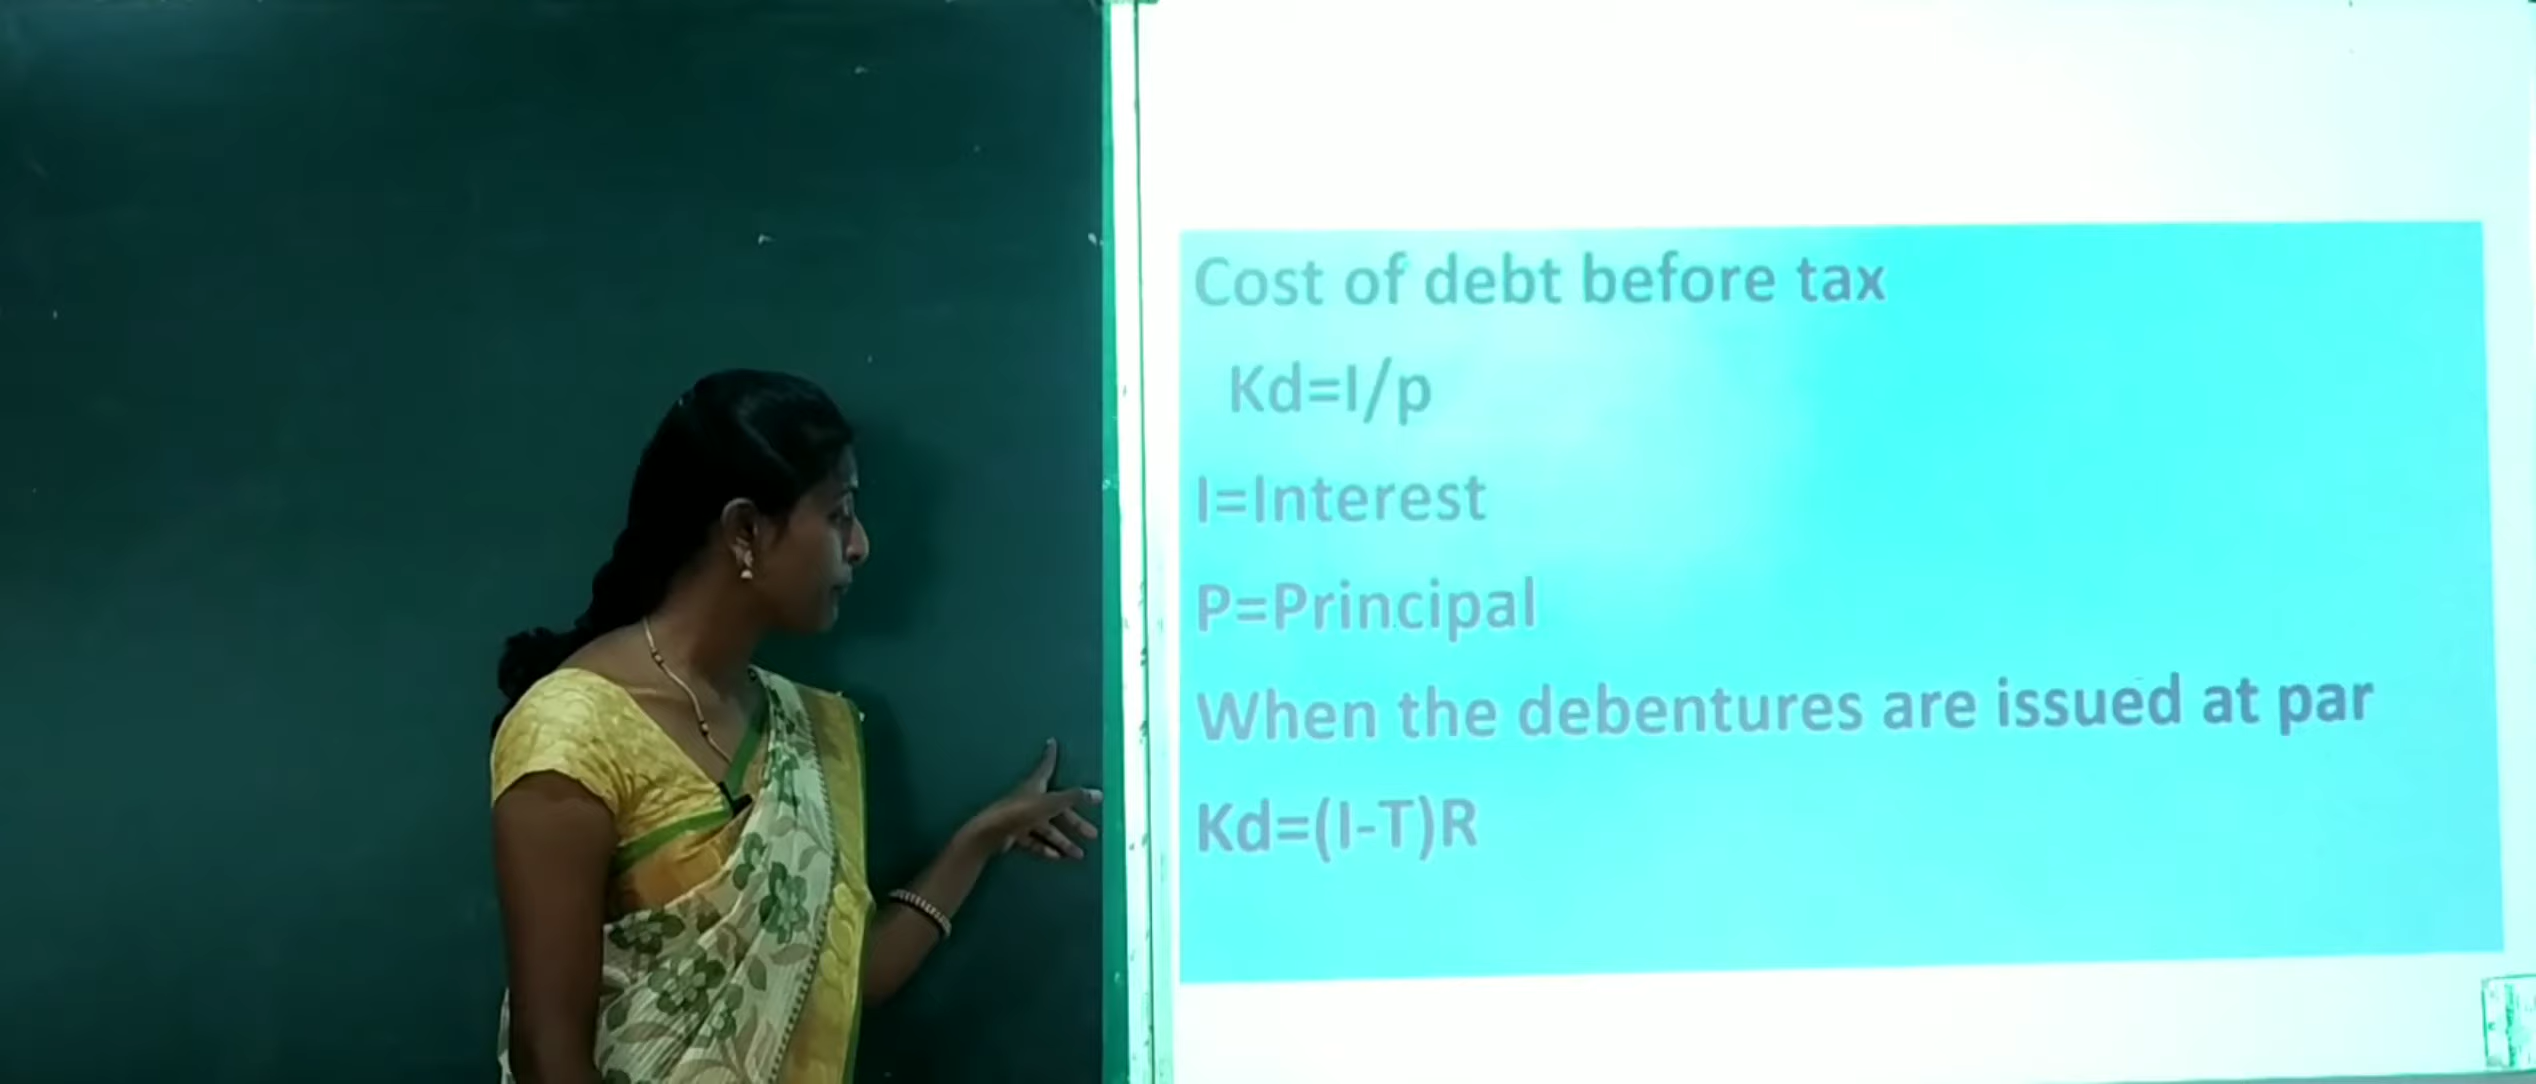 Cost of debt before tax
Kd=I/p
I=Interest
P=Principal
When the debentures are issued at par
Kd=(I-T)R